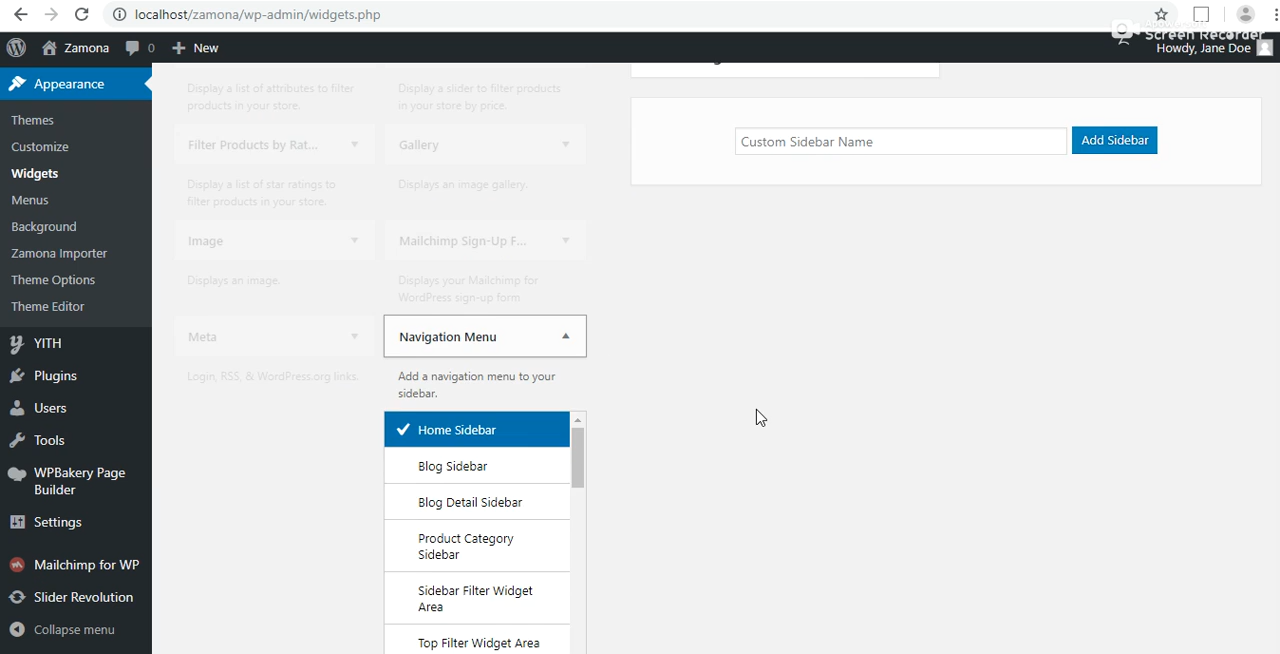 localhost/zamona/wp-admin/widgets.php
Screen Recorder
Zamona
0
New
Howdy, Jane Doe
Appearance
Themes
Customize
Widgets
Menus
Background
Zamona Importer
Theme Options
Theme Editor
YITH
Plugins
Users
Tools
WPBakery Page
Builder
Settings
Mailchimp for WP
Slider Revolution
Collapse menu
Display a list of attributes to filter
products in your store.
Display a slider to filter products
in your store by price.
Filter Products by Rat...
Gallery
Display a list of star ratings to
filter products in your store.
Displays an image gallery.
Image
Mailchimp Sign-Up F...
Displays an image.
Displays your Mailchimp for
WordPress sign-up form
Meta
Navigation Menu
Login, RSS, & WordPress.org links.
Add a navigation menu to your
sidebar.
Home Sidebar
Blog Sidebar
Blog Detail Sidebar
Product Category
Sidebar
Sidebar Filter Widget
Area
Top Filter Widget Area
Custom Sidebar Name
Add Sidebar